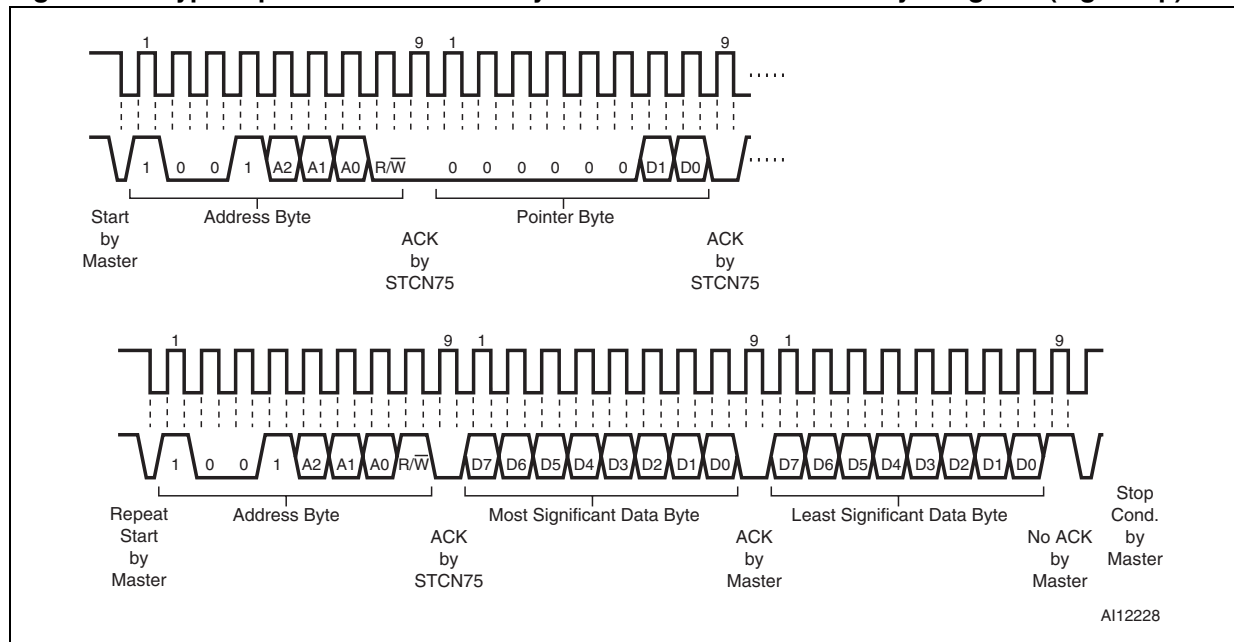 1 9 1 9
1 0 0 1 A2 A1 A0 R/W̅ 0 0 0 0 0 0 D1 D0
Start by Master
Address Byte
ACK by STCN75
Pointer Byte
ACK by STCN75
1 9 1 9 1 9
1 0 0 1 A2 A1 A0 R/W̅ D7 D6 D5 D4 D3 D2 D1 D0 D7 D6 D5 D4 D3 D2 D1 D0
Repeat Start by Master
Address Byte
ACK by STCN75
Most Significant Data Byte
ACK by Master
Least Significant Data Byte
No ACK by Master
Stop Cond. by Master
AI12228